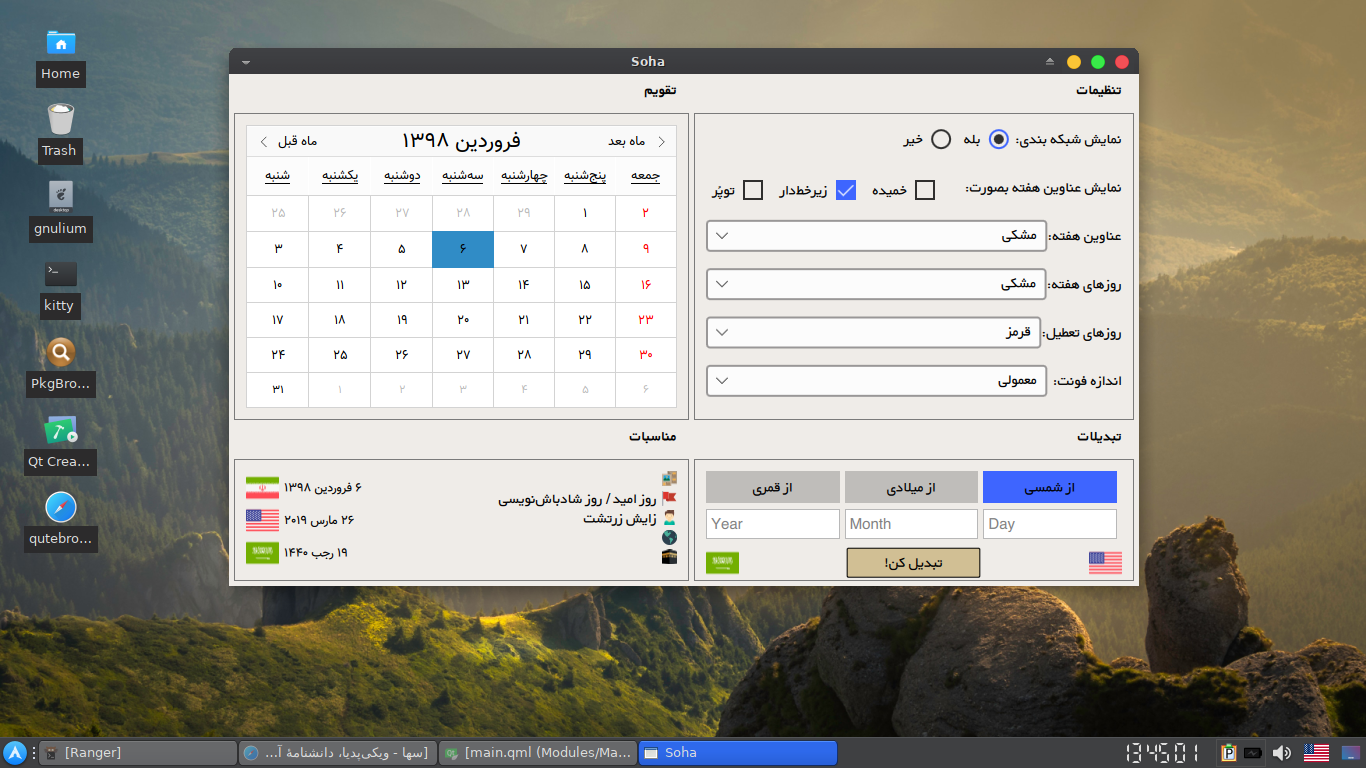 Home
Trash
gnulium
kitty
PkgBro...
Qt Crea...
qutebro...
Soha
تنظیمات
نمایش شبکه بندی: بله خیر
نمایش عناوین هفته بصورت: خمیده زیرخط‌دار توپُر
عناوین هفته: مشکی
روزهای هفته: مشکی
روزهای تعطیل: قرمز
اندازه فونت: معمولی
تقویم
ماه قبل فروردین ۱۳۹۸ ماه بعد
شنبه یکشنبه دوشنبه سه‌شنبه چهارشنبه پنج‌شنبه جمعه
۲۵ ۲۶ ۲۷ ۲۸ ۲۹ ۱ ۲
۳ ۴ ۵ ۶ ۷ ۸ ۹
۱۰ ۱۱ ۱۲ ۱۳ ۱۴ ۱۵ ۱۶
۱۷ ۱۸ ۱۹ ۲۰ ۲۱ ۲۲ ۲۳
۲۴ ۲۵ ۲۶ ۲۷ ۲۸ ۲۹ ۳۰
۳۱ ۱ ۲ ۳ ۴ ۵ ۶
تبدیلات
از شمسی از میلادی از قمری
Year Month Day
تبدیل کن!
مناسبات
روز امید / روز شادباش‌نویسی
زایش زرتشت
۶ فروردین ۱۳۹۸
۲۶ مارس ۲۰۱۹
۱۹ رجب ۱۴۴۰
[Ranger]
[سها - ویکی‌پدیا، دانشنامهٔ آ...
[main.qml (Modules/Ma...
Soha
13:45:01